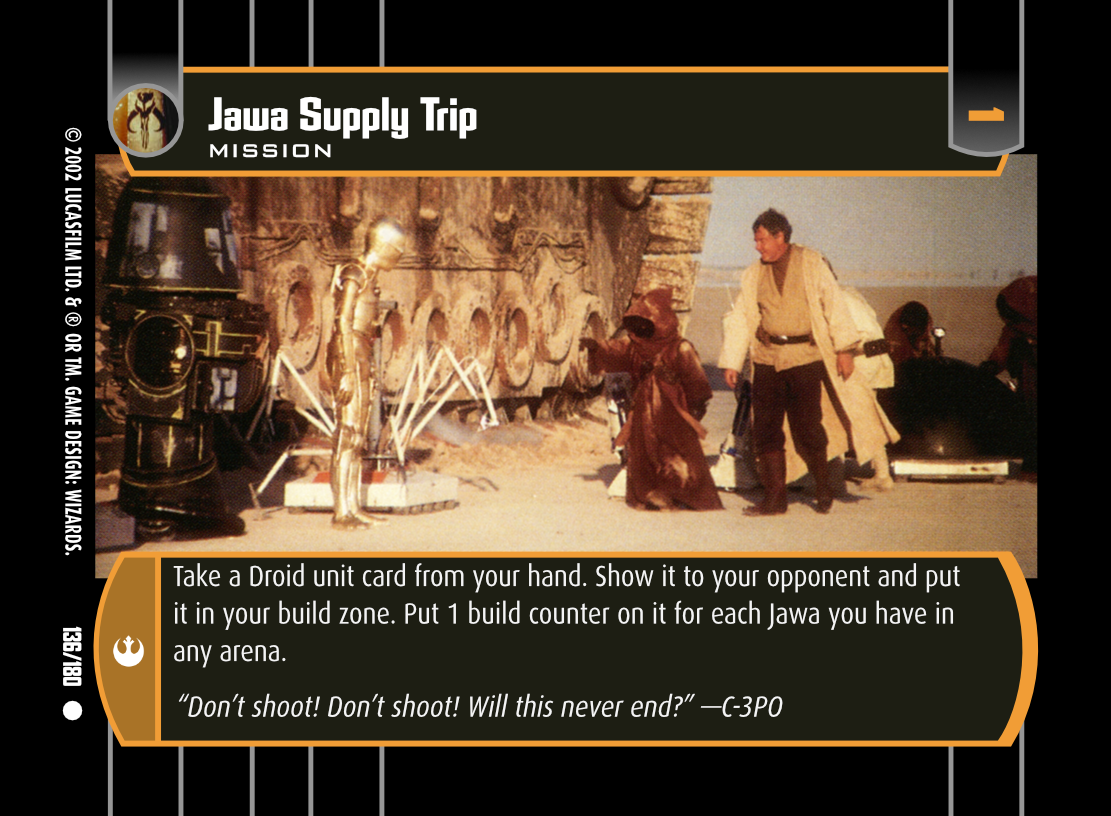 Jawa Supply Trip
MISSION
1
Take a Droid unit card from your hand. Show it to your opponent and put
it in your build zone. Put 1 build counter on it for each Jawa you have in
any arena.
“Don’t shoot! Don’t shoot! Will this never end?” —C-3PO
© 2002 LUCASFILM LTD. & ® OR TM. GAME DESIGN: WIZARDS.
136/180